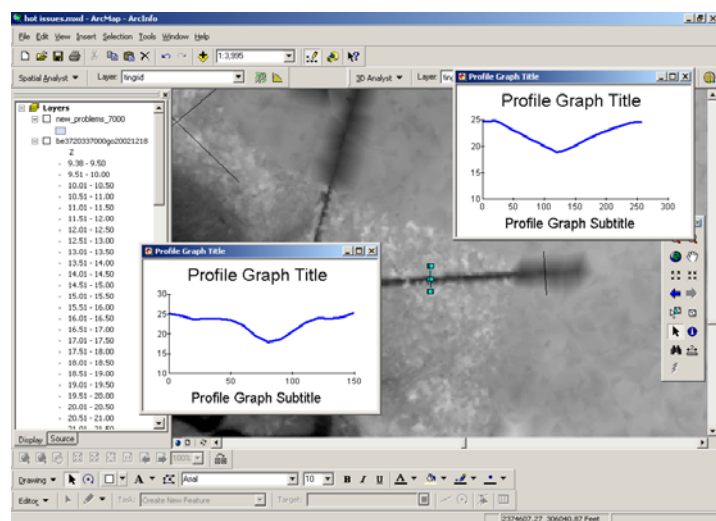 hot issues.mxd - ArcMap - ArcInfo
File Edit View Insert Selection Tools Window Help
1:3,995
Spatial Analyst Layer: tingrid 3D Analyst Layer:
Profile Graph Title
Profile Graph Title
25
20
15
10
0 50 100 150 200 250 300
Profile Graph Subtitle
Layers
new_problems_7000
be3720337000go20021218
Z
9.38 - 9.50
9.51 - 10.00
10.01 - 10.50
10.51 - 11.00
11.01 - 11.50
11.51 - 12.00
12.01 - 12.50
12.51 - 13.00
13.01 - 13.50
13.51 - 14.00
14.01 - 14.50
14.51 - 15.00
15.01 - 15.50
15.51 - 16.00
16.01 - 16.50
16.51 - 17.00
17.01 - 17.50
17.51 - 18.00
18.01 - 18.50
18.51 - 19.00
19.01 - 19.50
19.51 - 20.00
20.01 - 20.50
20.51 - 21.00
21.01 - 21.50
Profile Graph Title
Profile Graph Title
30
25
20
15
10
0 50 100 150
Profile Graph Subtitle
Display Source
100%
Drawing A Arial 10 B I U A
Editor Task: Create New Feature Target:
2374607.27 306040.87 Feet